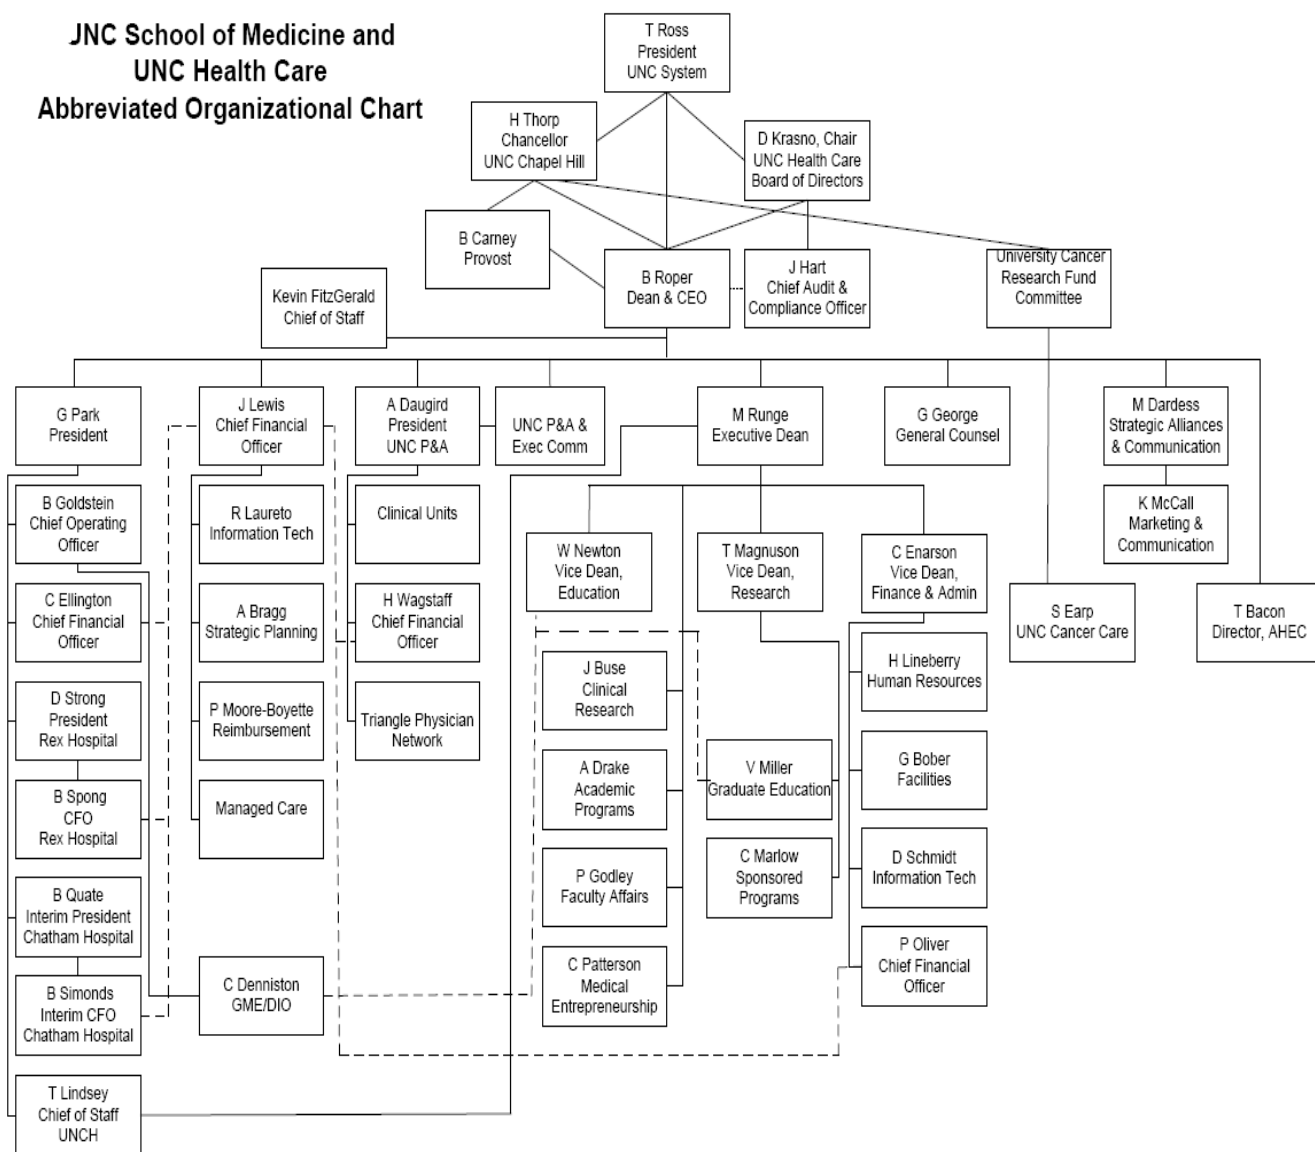 JNC School of Medicine and
UNC Health Care
Abbreviated Organizational Chart
T Ross
President
UNC System
H Thorp
Chancellor
UNC Chapel Hill
D Krasno, Chair
UNC Health Care
Board of Directors
B Carney
Provost
B Roper
Dean & CEO
J Hart
Chief Audit &
Compliance Officer
University Cancer
Research Fund
Committee
Kevin FitzGerald
Chief of Staff
G Park
President
J Lewis
Chief Financial
Officer
A Daugird
President
UNC P&A
UNC P&A &
Exec Comm
M Runge
Executive Dean
G George
General Counsel
M Dardess
Strategic Alliances
& Communication
B Goldstein
Chief Operating
Officer
R Laureto
Information Tech
Clinical Units
K McCall
Marketing &
Communication
W Newton
Vice Dean,
Education
T Magnuson
Vice Dean,
Research
C Enarson
Vice Dean,
Finance & Admin
C Ellington
Chief Financial
Officer
A Bragg
Strategic Planning
H Wagstaff
Chief Financial
Officer
S Earp
UNC Cancer Care
T Bacon
Director, AHEC
J Buse
Clinical
Research
H Lineberry
Human Resources
D Strong
President
Rex Hospital
P Moore-Boyette
Reimbursement
Triangle Physician
Network
A Drake
Academic
Programs
V Miller
Graduate Education
G Bober
Facilities
B Spong
CFO
Rex Hospital
Managed Care
P Godley
Faculty Affairs
C Marlow
Sponsored
Programs
D Schmidt
Information Tech
B Quate
Interim President
Chatham Hospital
C Patterson
Medical
Entrepreneurship
P Oliver
Chief Financial
Officer
B Simonds
Interim CFO
Chatham Hospital
C Denniston
GME/DIO
T Lindsey
Chief of Staff
UNCH